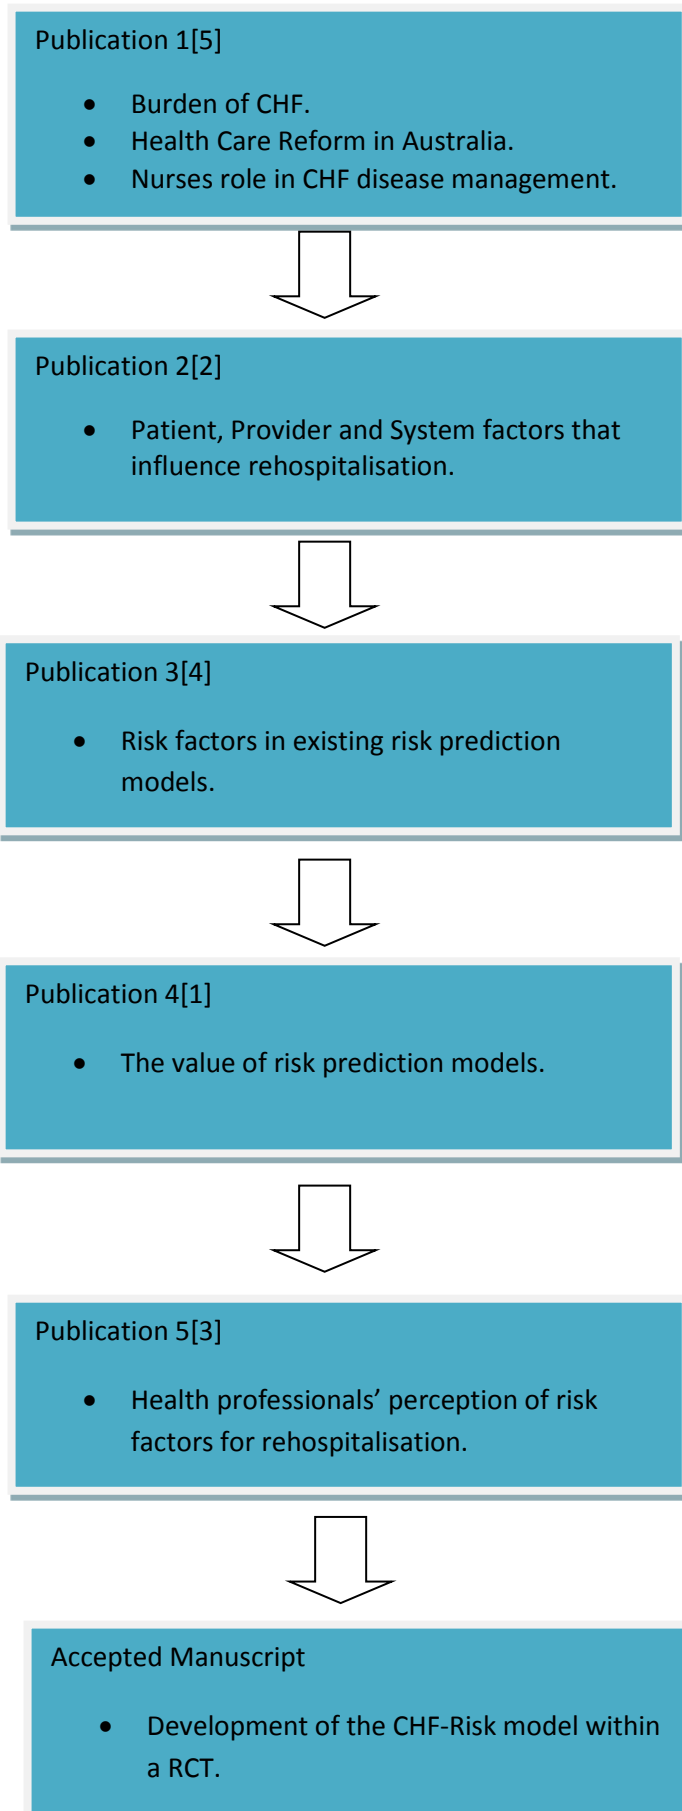 Publication 1[5]
• Burden of CHF.
• Health Care Reform in Australia.
• Nurses role in CHF disease management.
Publication 2[2]
• Patient, Provider and System factors that
influence rehospitalisation.
Publication 3[4]
• Risk factors in existing risk prediction
models.
Publication 4[1]
• The value of risk prediction models.
Publication 5[3]
• Health professionals’ perception of risk
factors for rehospitalisation.
Accepted Manuscript
• Development of the CHF-Risk model within
a RCT.